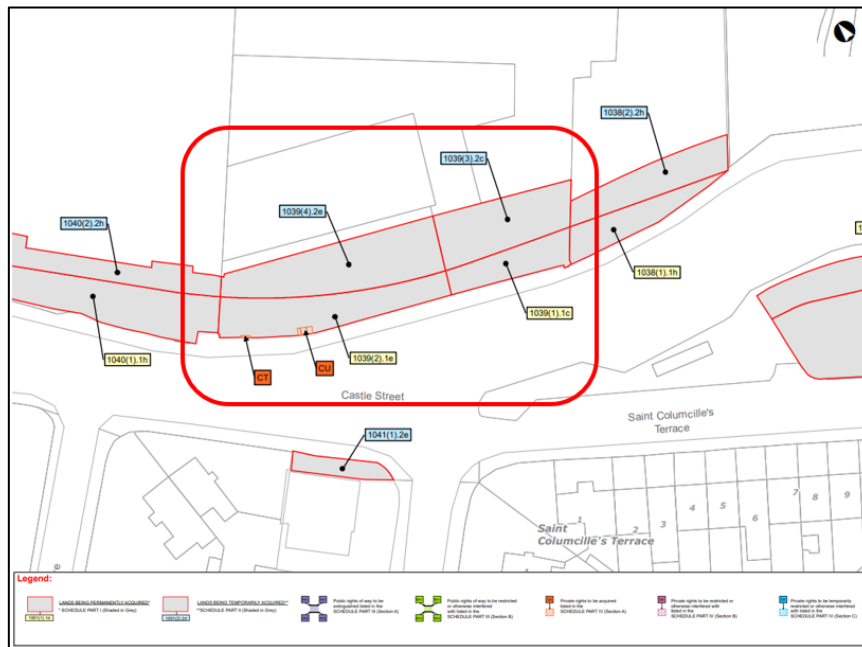 1038(2).2h
1039(3).2c
1039(4).2e
1040(2).2h
1038(1).1h
1039(1).1c
1040(1).1h
1039(2).1e
CT
CU
Castle Street
Saint Columcille's
Terrace
1041(1).2e
1
2
3
4
5
6
7
8
9
Saint
Columcille's Terrace
Legend:
LANDS BEING PERMANENTLY ACQUIRED*
* SCHEDULE PART I (Shaded in Grey)
LANDS BEING TEMPORARILY ACQUIRED**
**SCHEDULE PART II (Shaded in Grey)
Public rights of way to be
extinguished listed in the
SCHEDULE PART III (Section A)
Public rights of way to be restricted
or otherwise interfered
with listed in the
SCHEDULE PART III (Section B)
Private rights to be acquired
listed in the
SCHEDULE PART IV (Section A)
Private rights to be restricted or
otherwise interfered with
listed in
SCHEDULE PART IV (Section B)
Private rights to be temporarily
restricted or otherwise interfered
with listed in the
SCHEDULE PART IV (Section C)